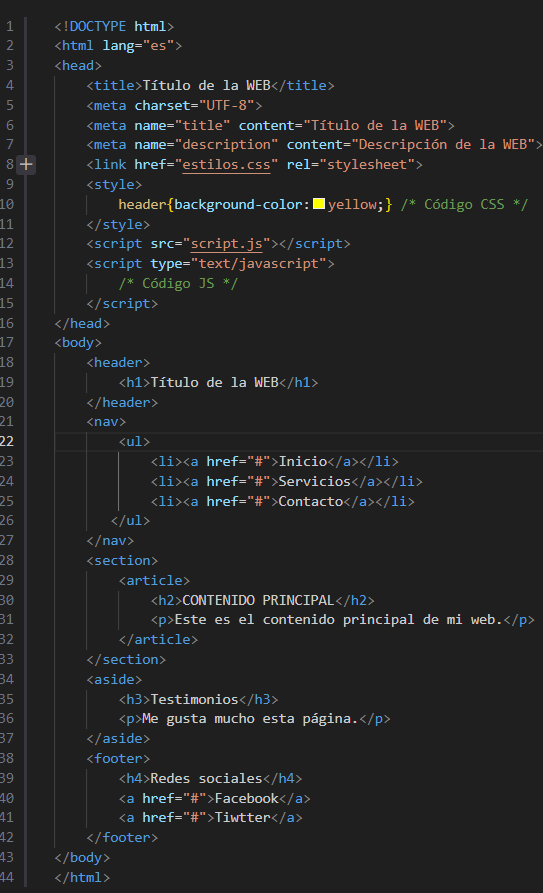 1 <!DOCTYPE html>
2 <html lang="es">
3 <head>
4 <title>Título de la WEB</title>
5 <meta charset="UTF-8">
6 <meta name="title" content="Título de la WEB">
7 <meta name="description" content="Descripción de la WEB">
8 <link href="estilos.css" rel="stylesheet">
9 <style>
10 header{background-color:yellow;} /* Código CSS */
11 </style>
12 <script src="script.js"></script>
13 <script type="text/javascript">
14 /* Código JS */
15 </script>
16 </head>
17 <body>
18 <header>
19 <h1>Título de la WEB</h1>
20 </header>
21 <nav>
22 <ul>
23 <li><a href="#">Inicio</a></li>
24 <li><a href="#">Servicios</a></li>
25 <li><a href="#">Contacto</a></li>
26 </ul>
27 </nav>
28 <section>
29 <article>
30 <h2>CONTENIDO PRINCIPAL</h2>
31 <p>Este es el contenido principal de mi web.</p>
32 </article>
33 </section>
34 <aside>
35 <h3>Testimonios</h3>
36 <p>Me gusta mucho esta página.</p>
37 </aside>
38 <footer>
39 <h4>Redes sociales</h4>
40 <a href="#">Facebook</a>
41 <a href="#">Tiwtter</a>
42 </footer>
43 </body>
44 </html>